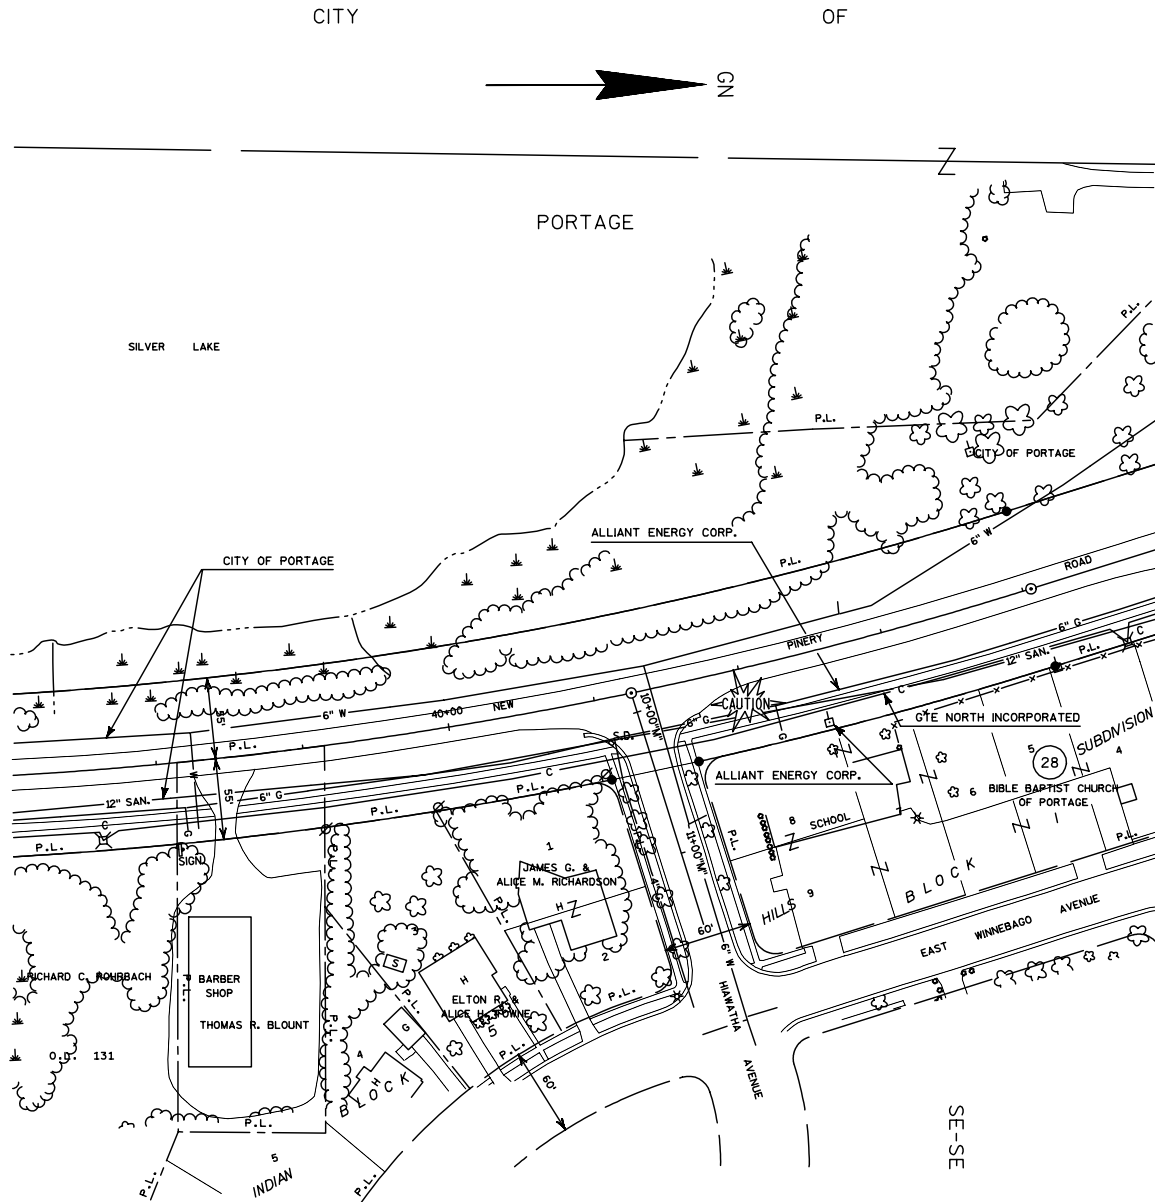 CITY OF
GN
Z
PORTAGE
P.L.
SILVER LAKE
P.L.
CITY OF PORTAGE
ALLIANT ENERGY CORP.
6" W
P.L.
CITY OF PORTAGE
ROAD
6" G
C
PINERY
12" SAN.
P.L.
10+00"M"
CAUTION
C
55'
6" W
40+00
NEW
6" G
GTE NORTH INCORPORATED
SUBDIVISION
S.D.
G
P.L.
5
4
28
ALLIANT ENERGY CORP.
W
55'
C
P.L.
6
BIBLE BAPTIST CHURCH
OF PORTAGE
12" SAN.
6" G
P.L.
8
SCHOOL
C
G
P.L.
P.L.
P.L.
SIGN
1
11+00"M"
JAMES G. &
ALICE M. RICHARDSON
BLOCK
9
HILLS
H
P.L.
EAST WINNEBAGO AVENUE
60'
2
6" W
S
RICHARD C. ROHRBACH
BARBER
SHOP
P.L.
H
P.L.
P.L.
ELTON R. &
ALICE H. TOWNE
HIAWATHA
AVENUE
THOMAS R. BLOUNT
P.L.
G
5
P.L.
O.L. 131
4
H
60'
BLOCK
P.L.
SE-SE
5
INDIAN
P.L.
P.L.